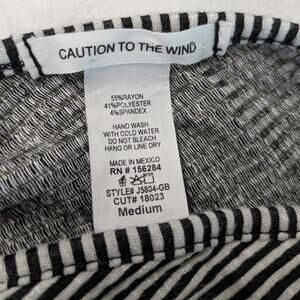 CAUTION TO THE WIND
55%RAYON
41%POLYESTER
4%SPANDEX
HAND WASH
WITH COLD WATER
DO NOT BLEACH
HANG OR LINE DRY
MADE IN MEXICO
RN # 156284
STYLE# J5804-GB
CUT# 18023
Medium